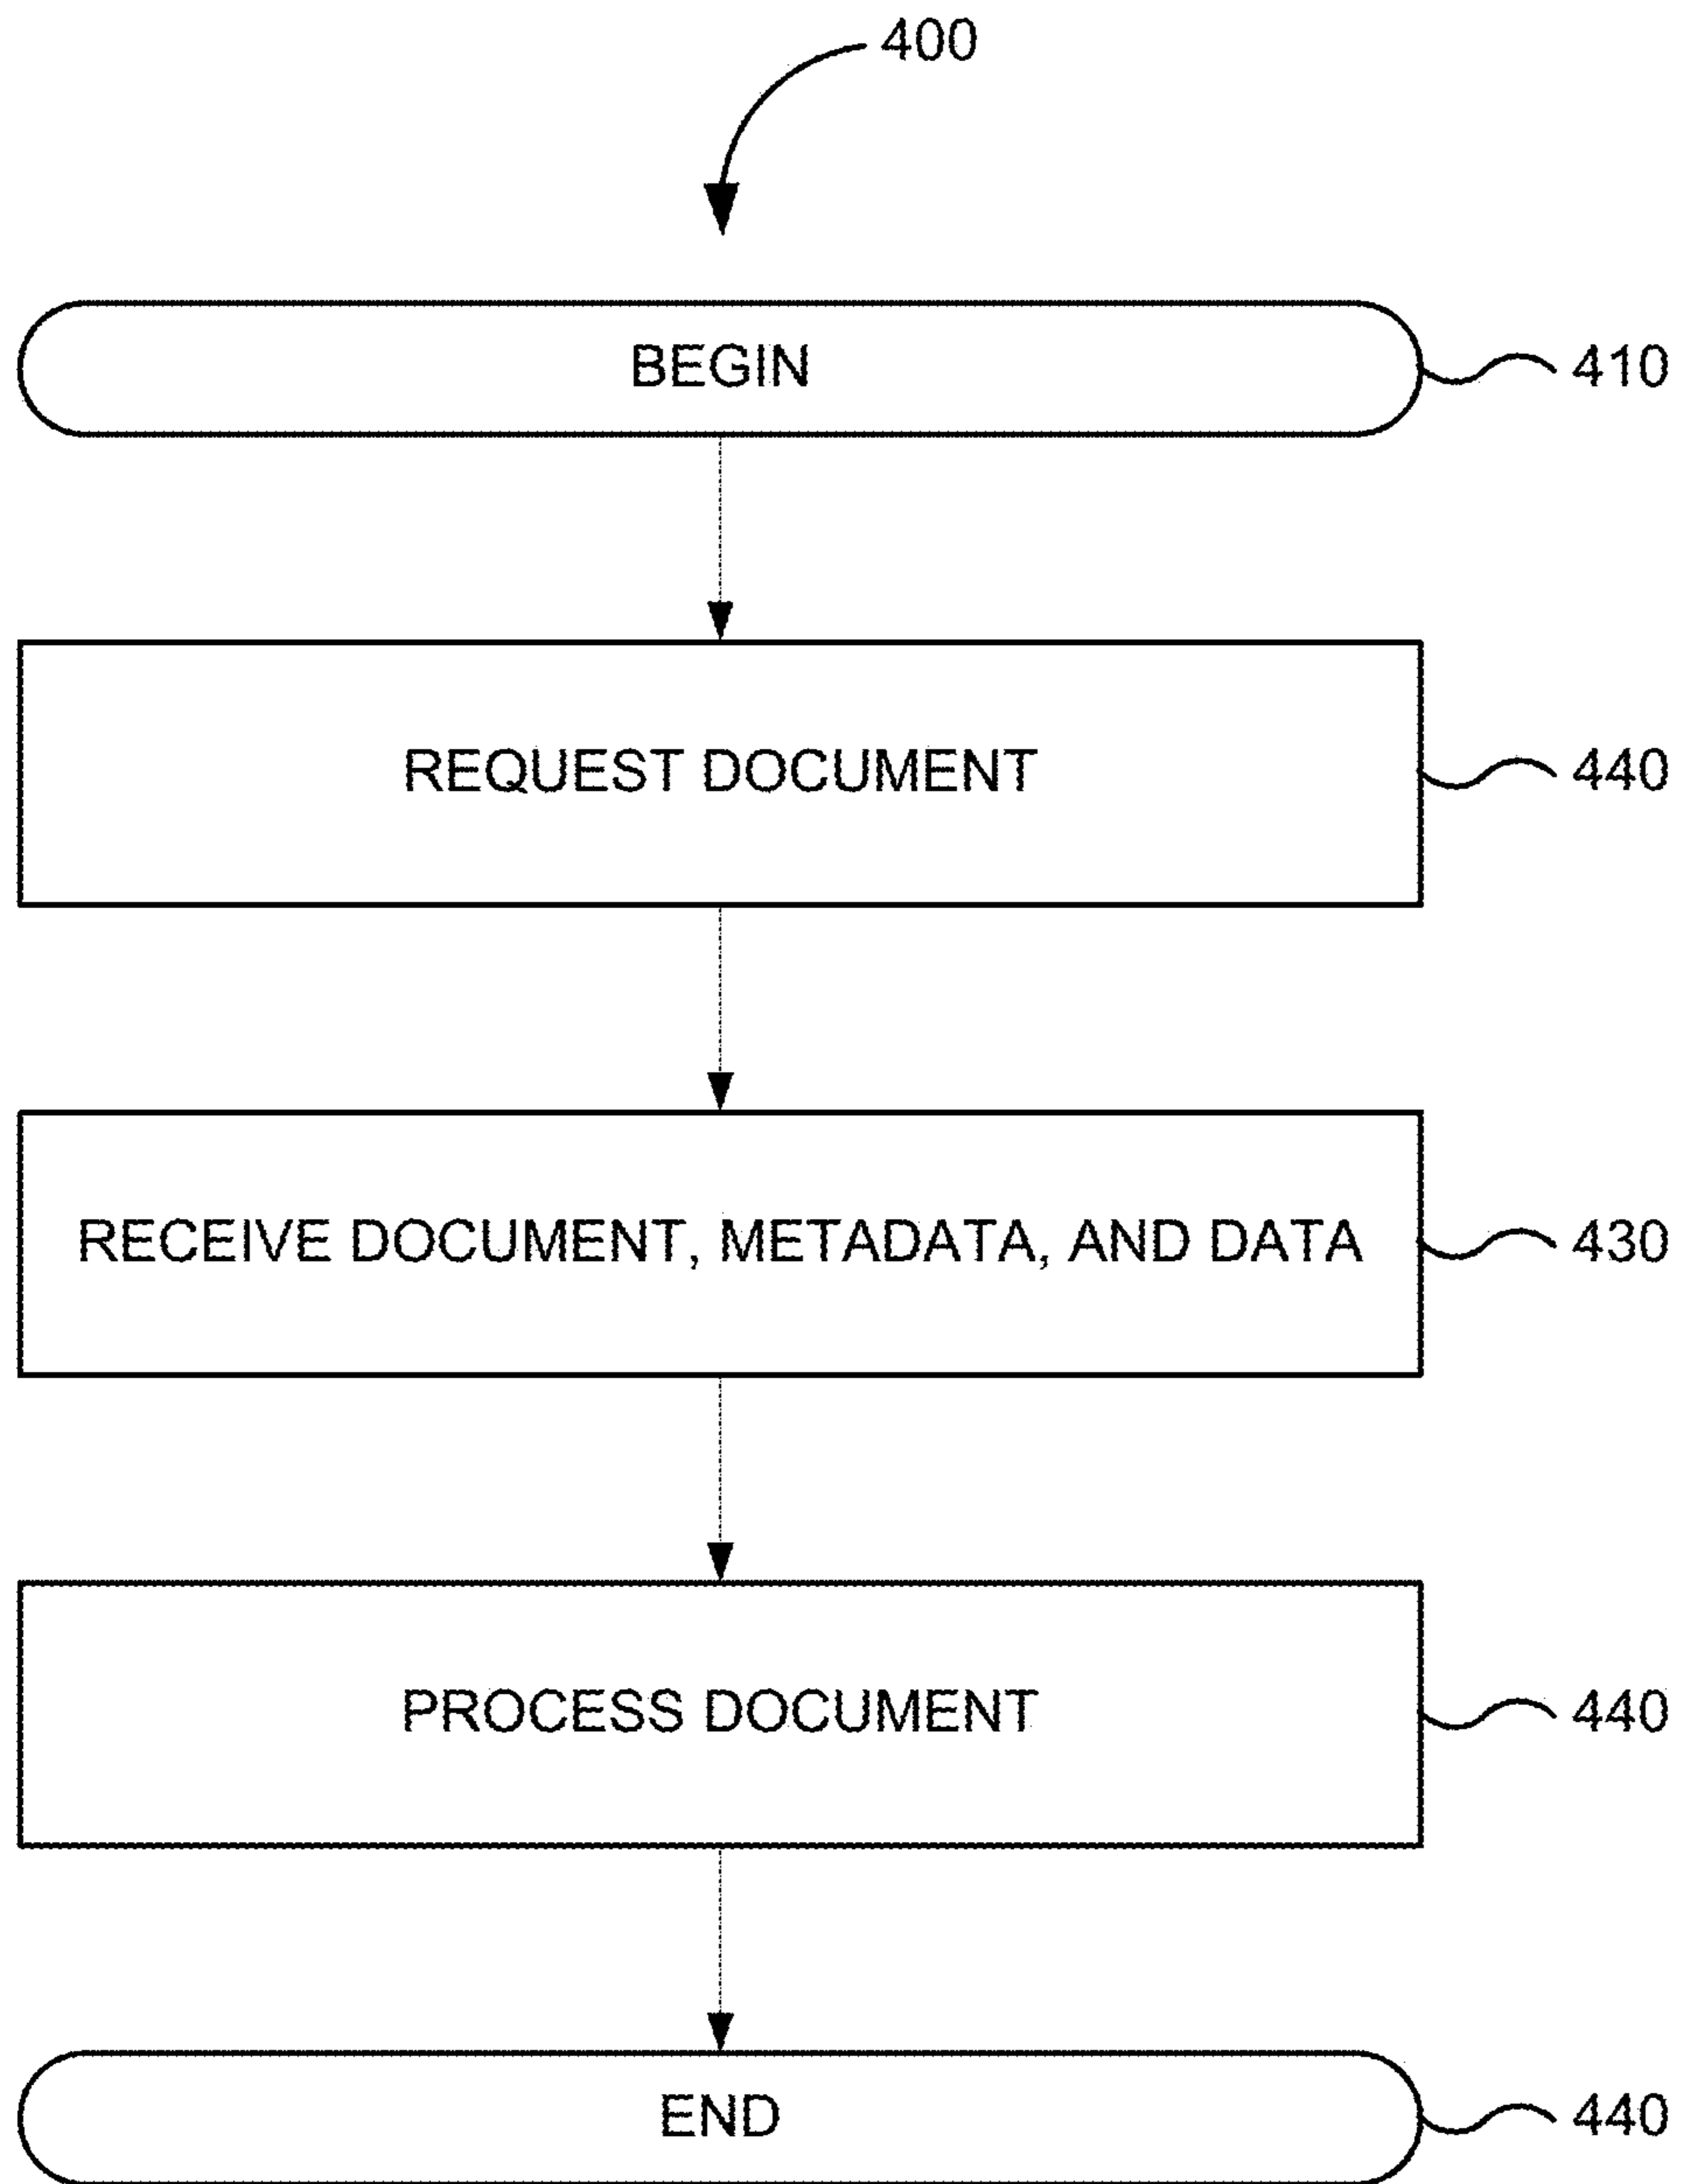 400
BEGIN
410
REQUEST DOCUMENT
440
RECEIVE DOCUMENT, METADATA, AND DATA
430
PROCESS DOCUMENT
440
END
440